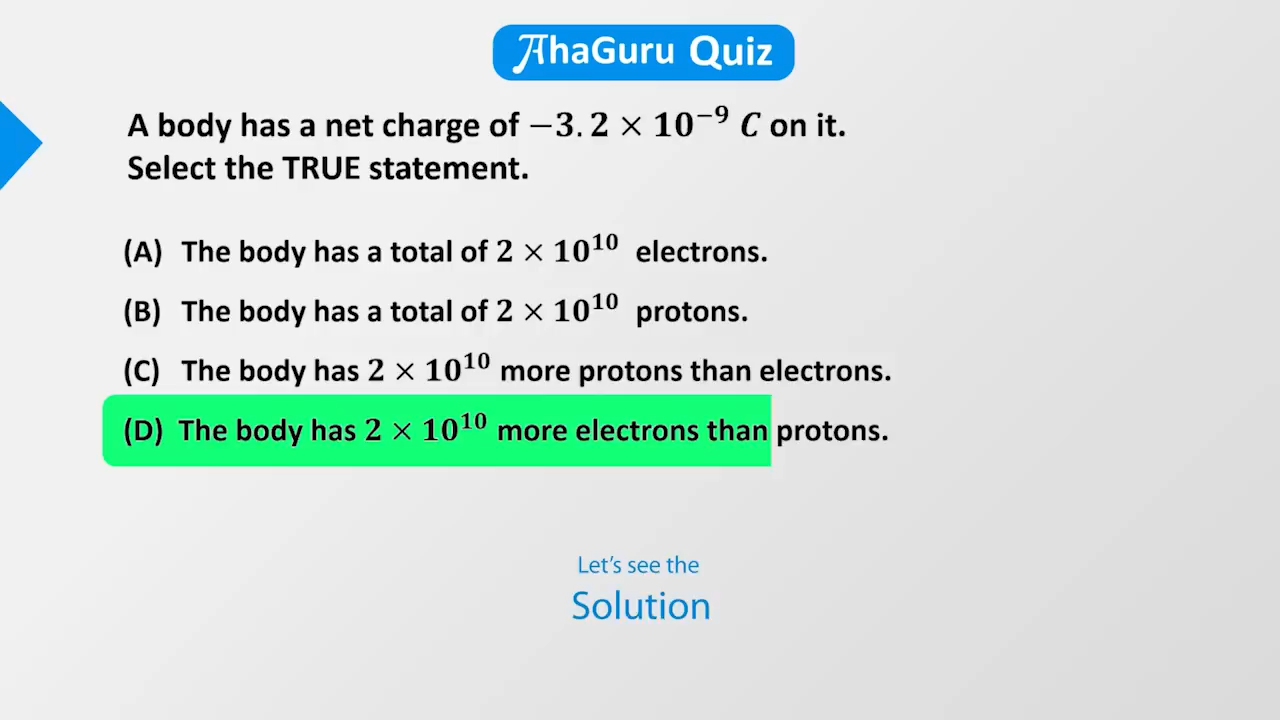 AhaGuru Quiz
A body has a net charge of −3.2 × 10⁻⁹ C on it.
Select the TRUE statement.
(A) The body has a total of 2 × 10¹⁰ electrons.
(B) The body has a total of 2 × 10¹⁰ protons.
(C) The body has 2 × 10¹⁰ more protons than electrons.
(D) The body has 2 × 10¹⁰ more electrons than protons.
Let's see the
Solution